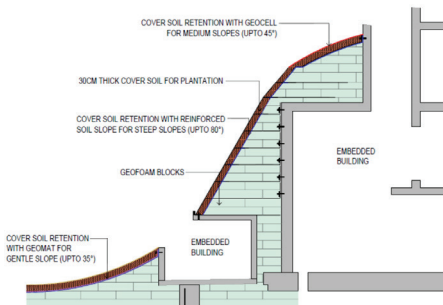 COVER SOIL RETENTION WITH GEOCELL
FOR MEDIUM SLOPES (UPTO 45°)
30CM THICK COVER SOIL FOR PLANTATION
COVER SOIL RETENTION WITH REINFORCED
SOIL SLOPE FOR STEEP SLOPES (UPTO 80°)
EMBEDDED
BUILDING
GEOFOAM BLOCKS
COVER SOIL RETENTION
WITH GEOMAT FOR
GENTLE SLOPE (UPTO 35°)
EMBEDDED
BUILDING